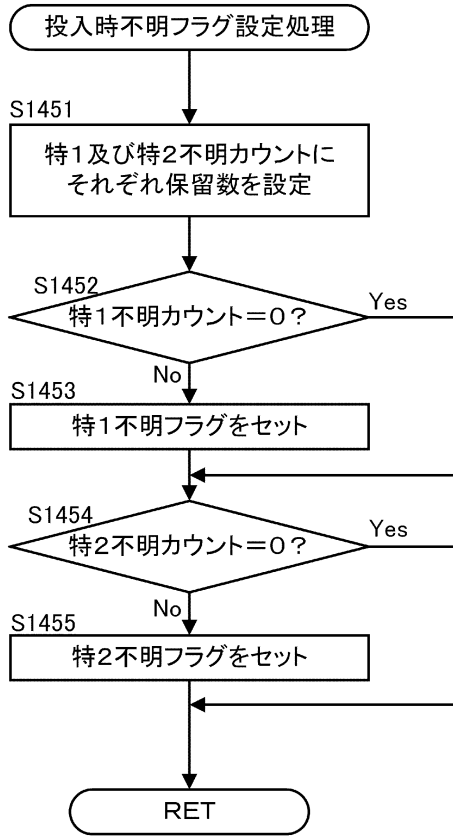 投入時不明フラグ設定処理
S1451
特1及び特2不明カウントに
それぞれ保留数を設定
S1452
特1不明カウント=0?
Yes
No
S1453
特1不明フラグをセット
S1454
特2不明カウント=0?
Yes
No
S1455
特2不明フラグをセット
RET